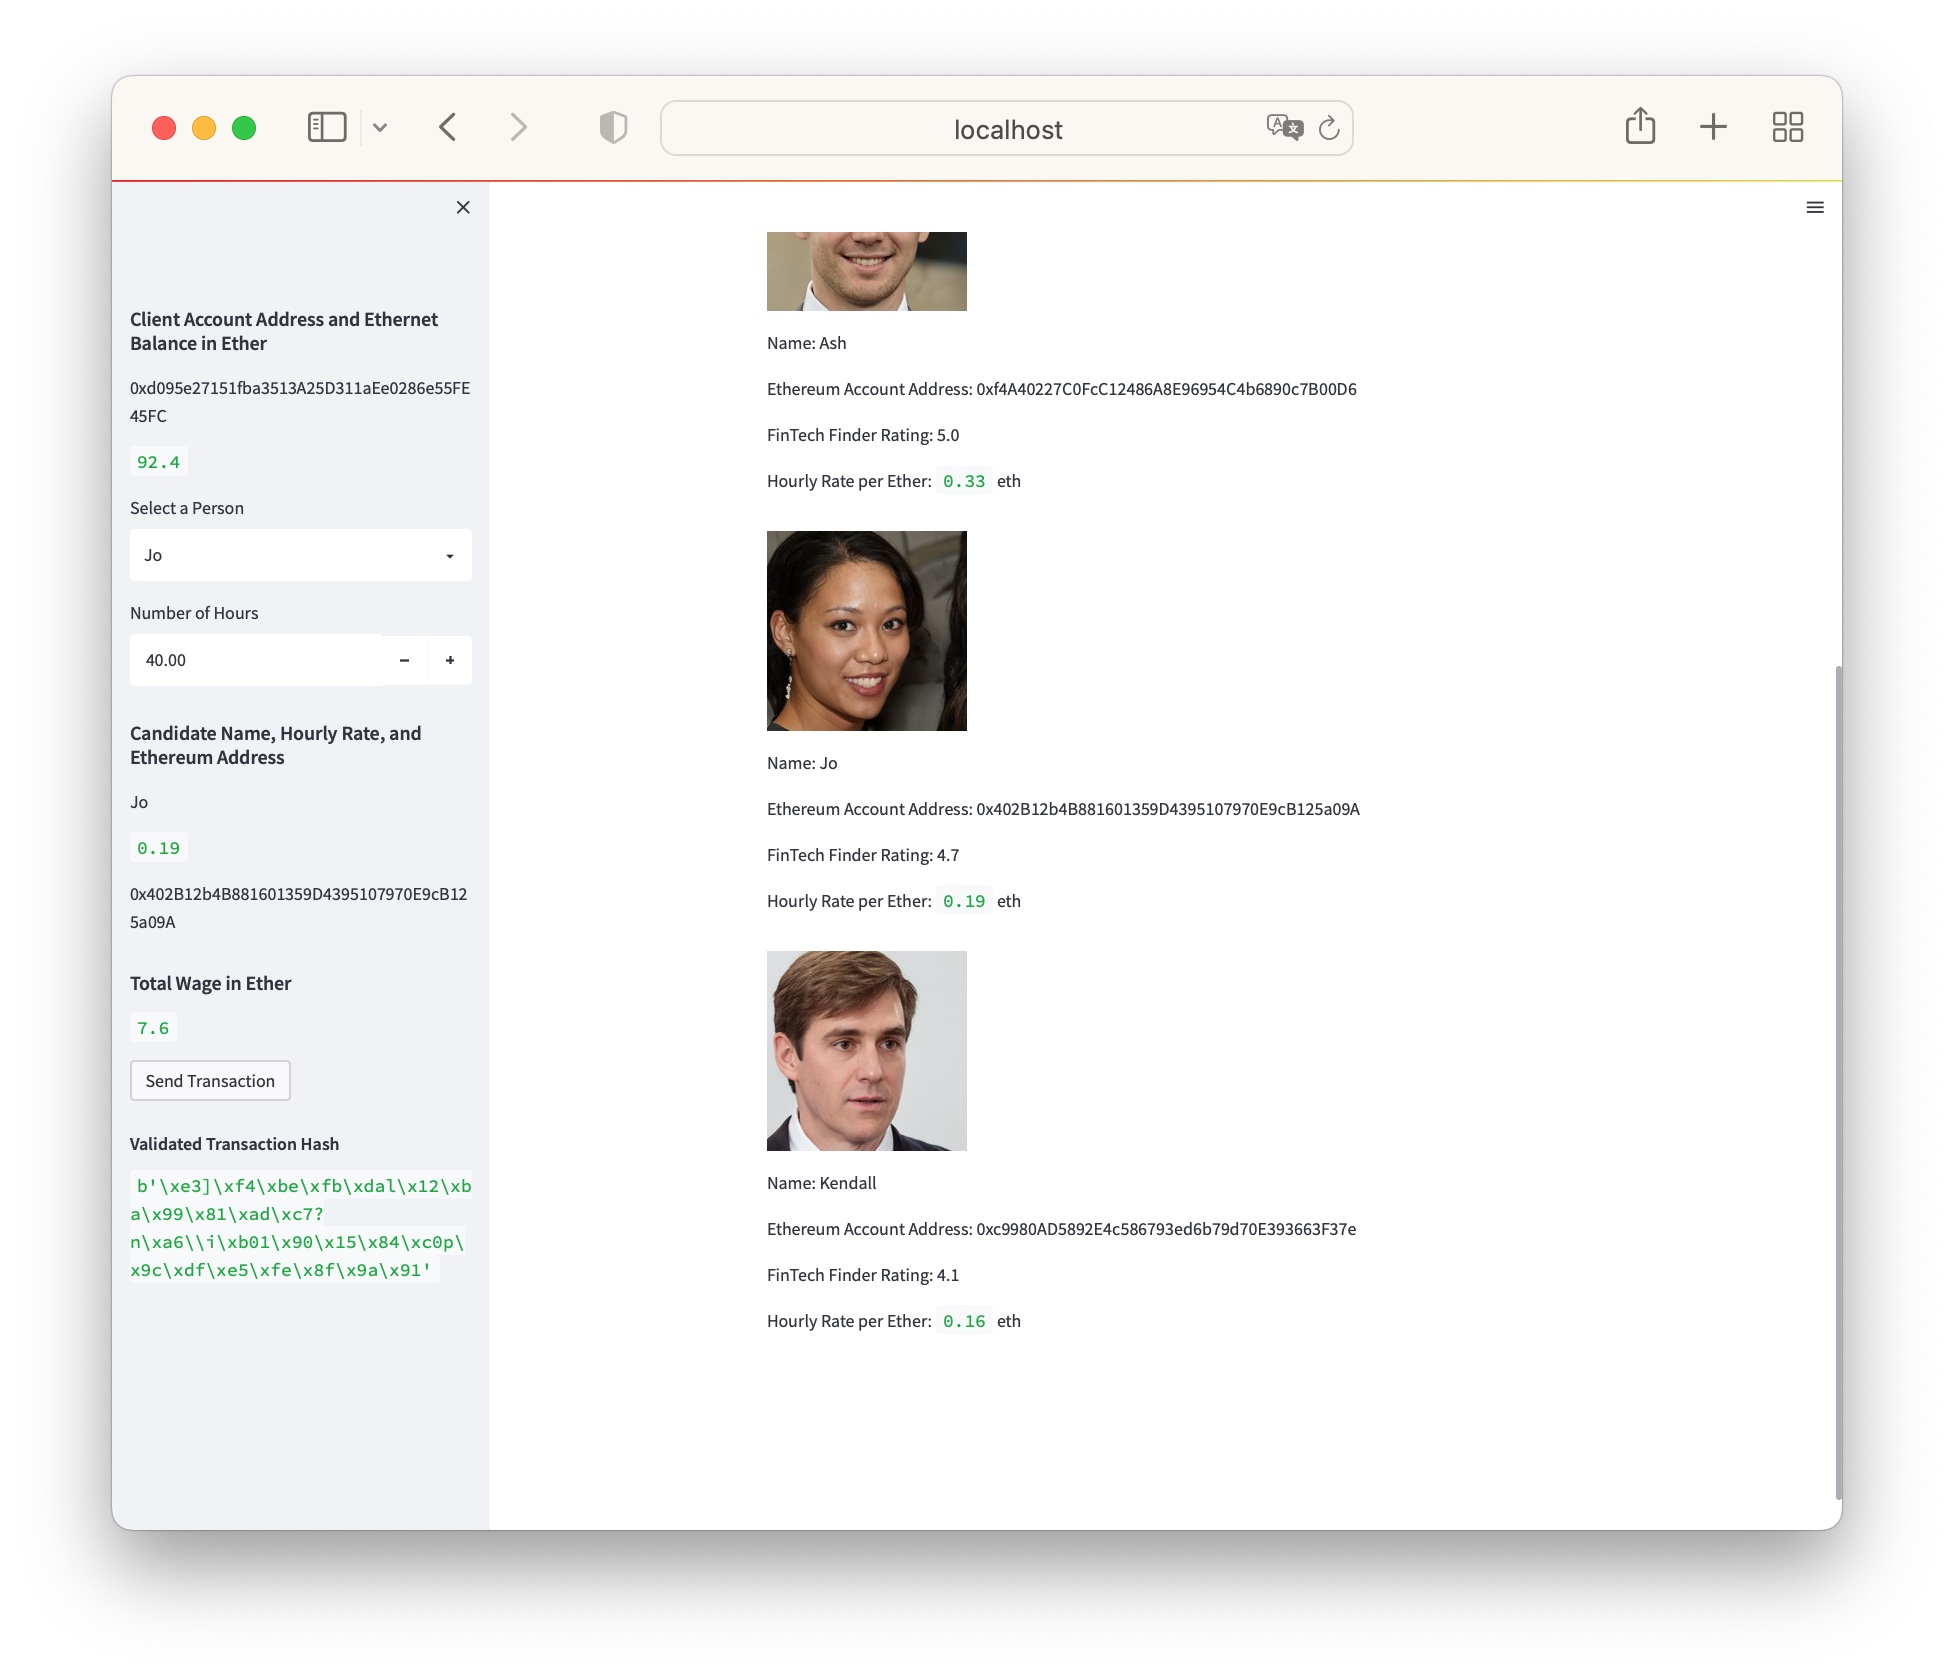 localhost
Client Account Address and Ethernet
Balance in Ether
0xd095e27151fba3513A25D311aEe0286e55FE
45FC
92.4
Select a Person
Jo
Number of Hours
40.00
Candidate Name, Hourly Rate, and
Ethereum Address
Jo
0.19
0x402B12b4B881601359D4395107970E9cB12
5a09A
Total Wage in Ether
7.6
Send Transaction
Validated Transaction Hash
b'\xe3]\xf4\xbe\xfb\xdal\x12\xb
a\x99\x81\xad\xc7?
n\xa6\\i\xb01\x90\x15\x84\xc0p\
x9c\xdf\xe5\xfe\x8f\x9a\x91'
Name: Ash
Ethereum Account Address: 0xf4A40227C0FcC12486A8E96954C4b6890c7B00D6
FinTech Finder Rating: 5.0
Hourly Rate per Ether: 0.33 eth
Name: Jo
Ethereum Account Address: 0x402B12b4B881601359D4395107970E9cB125a09A
FinTech Finder Rating: 4.7
Hourly Rate per Ether: 0.19 eth
Name: Kendall
Ethereum Account Address: 0xc9980AD5892E4c586793ed6b79d70E393663F37e
FinTech Finder Rating: 4.1
Hourly Rate per Ether: 0.16 eth